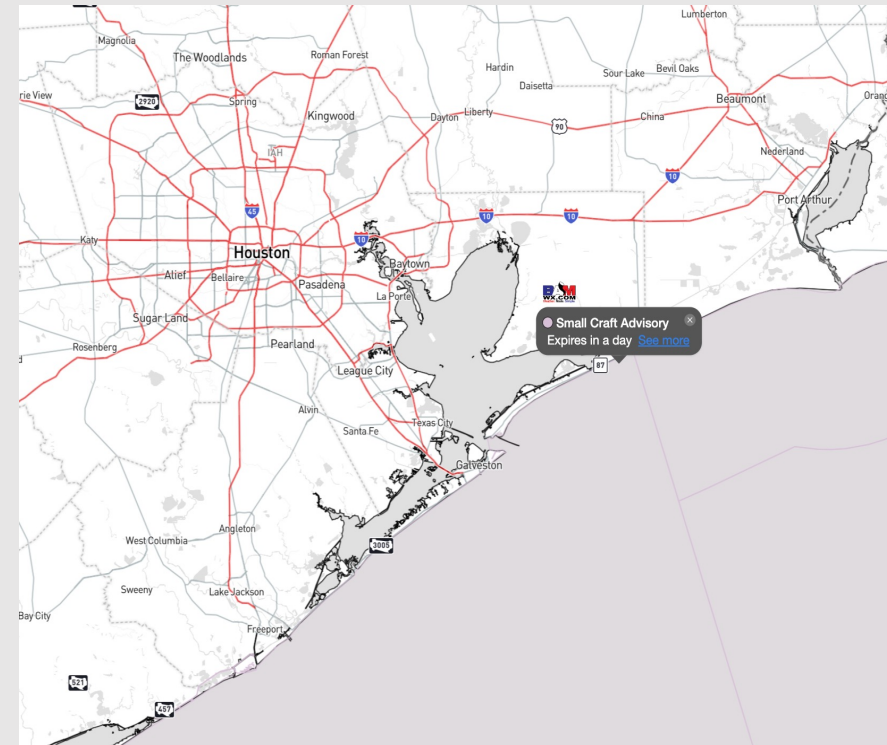 Lumberton
Magnolia
The Woodlands
Roman Forest
Hardin
Sour Lake
Bevil Oaks
Daisetta
rie View
2920
Spring
Kingwood
Beaumont
Orang
Dayton
Liberty
90
China
IAH
Nederland
10
Port Arthur
45
10
10
Katy
10
Houston
Baytown
Alief
Bellaire
Pasadena
La Porte
BAM
WX.COM
Sugar Land
Small Craft Advisory
Expires in a day See more
Rosenberg
Pearland
League City
87
Alvin
Santa Fe
Texas City
Galveston
Angleton
West Columbia
3005
Sweeny
Lake Jackson
Bay City
Freeport
521
457